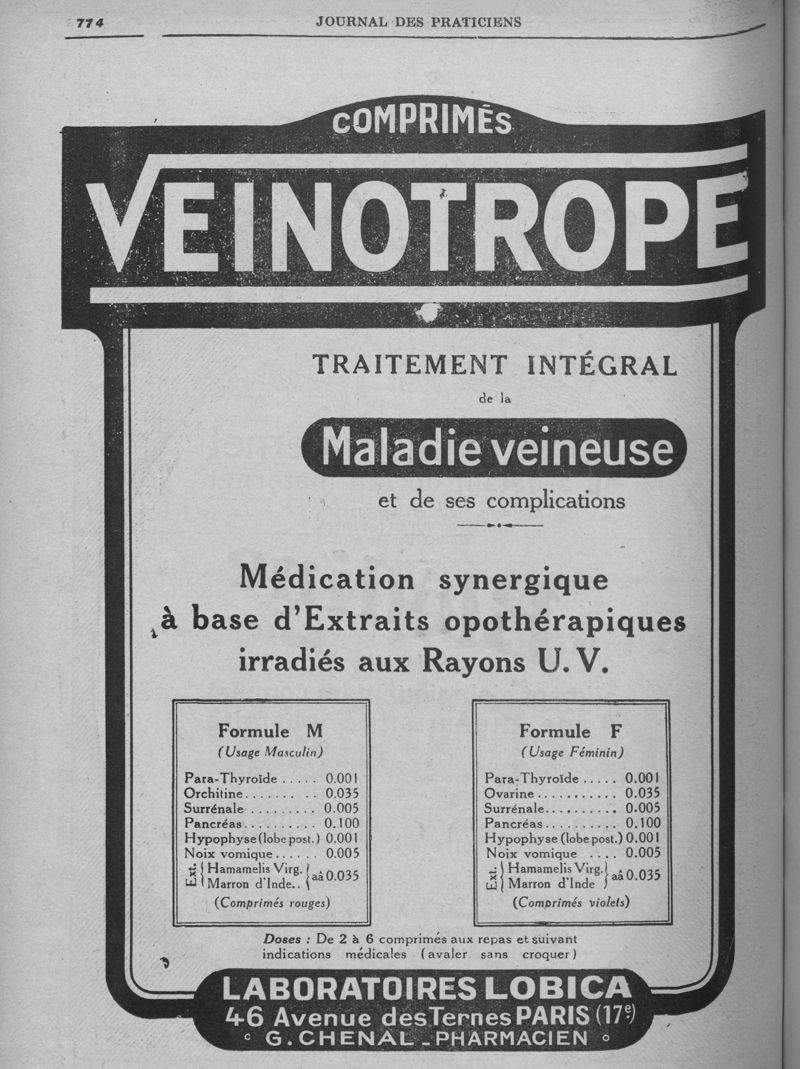 774
JOURNAL DES PRATICIENS
COMPRIMÉS
VEINOTROPE
TRAITEMENT INTÉGRAL
de la
Maladie veineuse
et de ses complications
Médication synergique
à base d'Extraits opothérapiques
irradiés aux Rayons U. V.
Formule M
(Usage Masculin)
Para-Thyroïde ..... 0.001
Orchitine........ .. 0.035
Surrénale ......... 0.005
Pancréas.......... 0.100
Hypophyse (lobe post.) 0.001
Noix vomique...... 0.005
Ext. { Hamamelis Virg. } aã 0.035
Marron d'Inde..
(Comprimés rouges)
Formule F
(Usage Féminin)
Para-Thyroïde ..... 0.001
Ovarine........... 0.035
Surrénale.......... 0.005
Pancréas.......... 0.100
Hypophyse (lobe post.) 0.001
Noix vomique .... 0.005
Ext. { Hamamelis Virg. } aã 0.035
Marron d'Inde
(Comprimés violets)
Doses : De 2 à 6 comprimés aux repas et suivant
indications médicales (avaler sans croquer)
LABORATOIRES LOBICA
46 Avenue des Ternes PARIS (17e)
G. CHENAL - PHARMACIEN